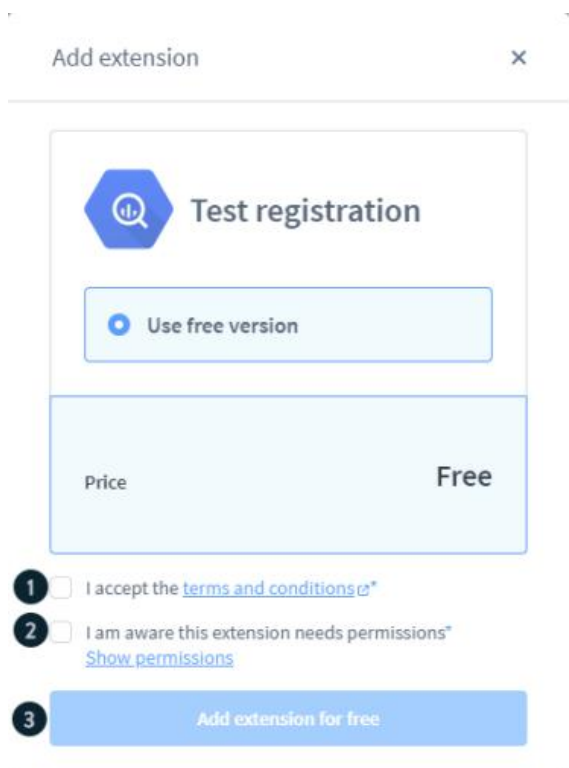 Add extension
Test registration
Use free version
Price Free
1 I accept the terms and conditions*
2 I am aware this extension needs permissions*
Show permissions
3 Add extension for free